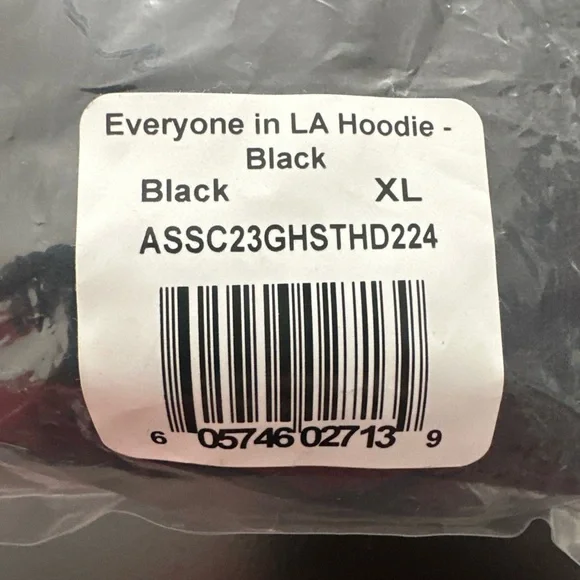 Everyone in LA Hoodie -
Black
Black XL
ASSC23GHSTHD224
6 05746 02713 9